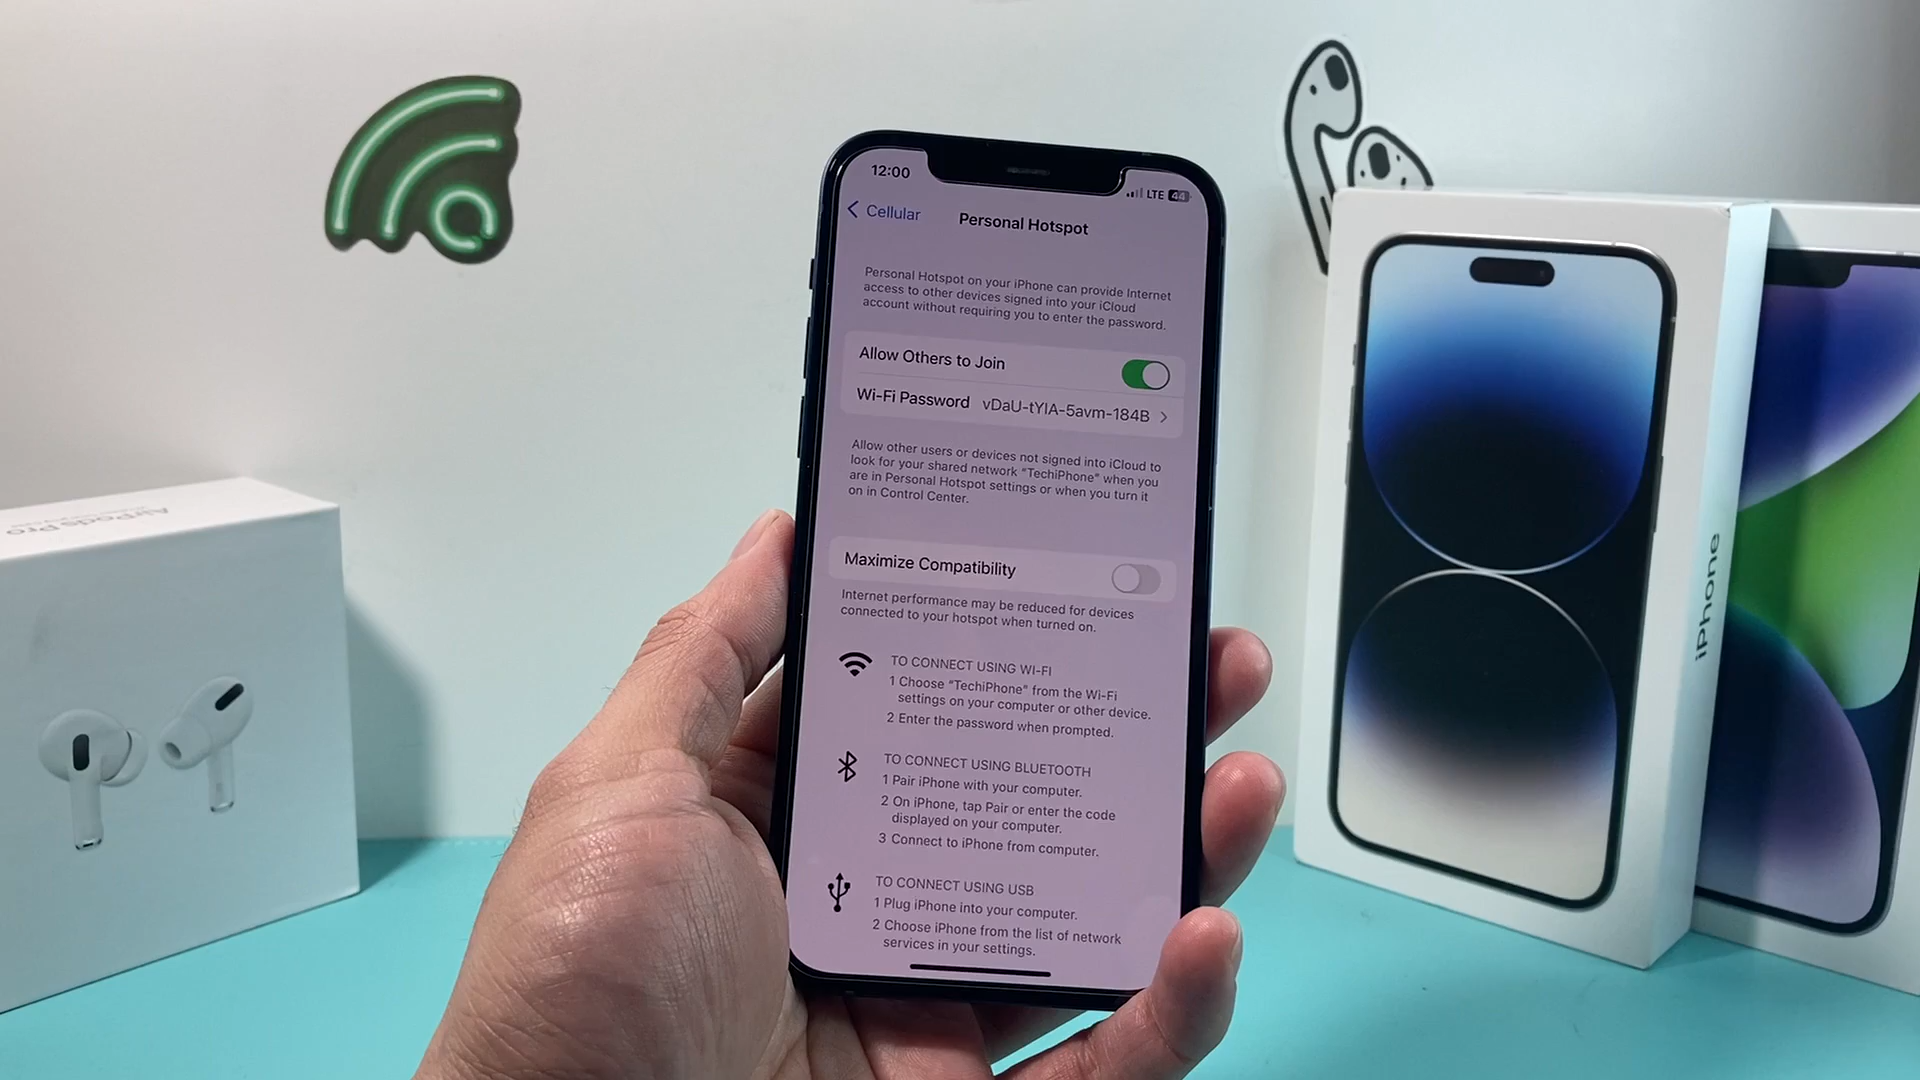 12:00
LTE 44
Cellular
Personal Hotspot
Personal Hotspot on your iPhone can provide Internet
access to other devices signed into your iCloud
account without requiring you to enter the password.
Allow Others to Join
Wi-Fi Password vDaU-tYIA-5avm-184B
Allow other users or devices not signed into iCloud to
look for your shared network “TechiPhone” when you
are in Personal Hotspot settings or when you turn it
on in Control Center.
Maximize Compatibility
Internet performance may be reduced for devices
connected to your hotspot when turned on.
TO CONNECT USING WI-FI
1 Choose “TechiPhone” from the Wi-Fi
settings on your computer or other device.
2 Enter the password when prompted.
TO CONNECT USING BLUETOOTH
1 Pair iPhone with your computer.
2 On iPhone, tap Pair or enter the code
displayed on your computer.
3 Connect to iPhone from computer.
TO CONNECT USING USB
1 Plug iPhone into your computer.
2 Choose iPhone from the list of network
services in your settings.
AirPods Pro
iPhone